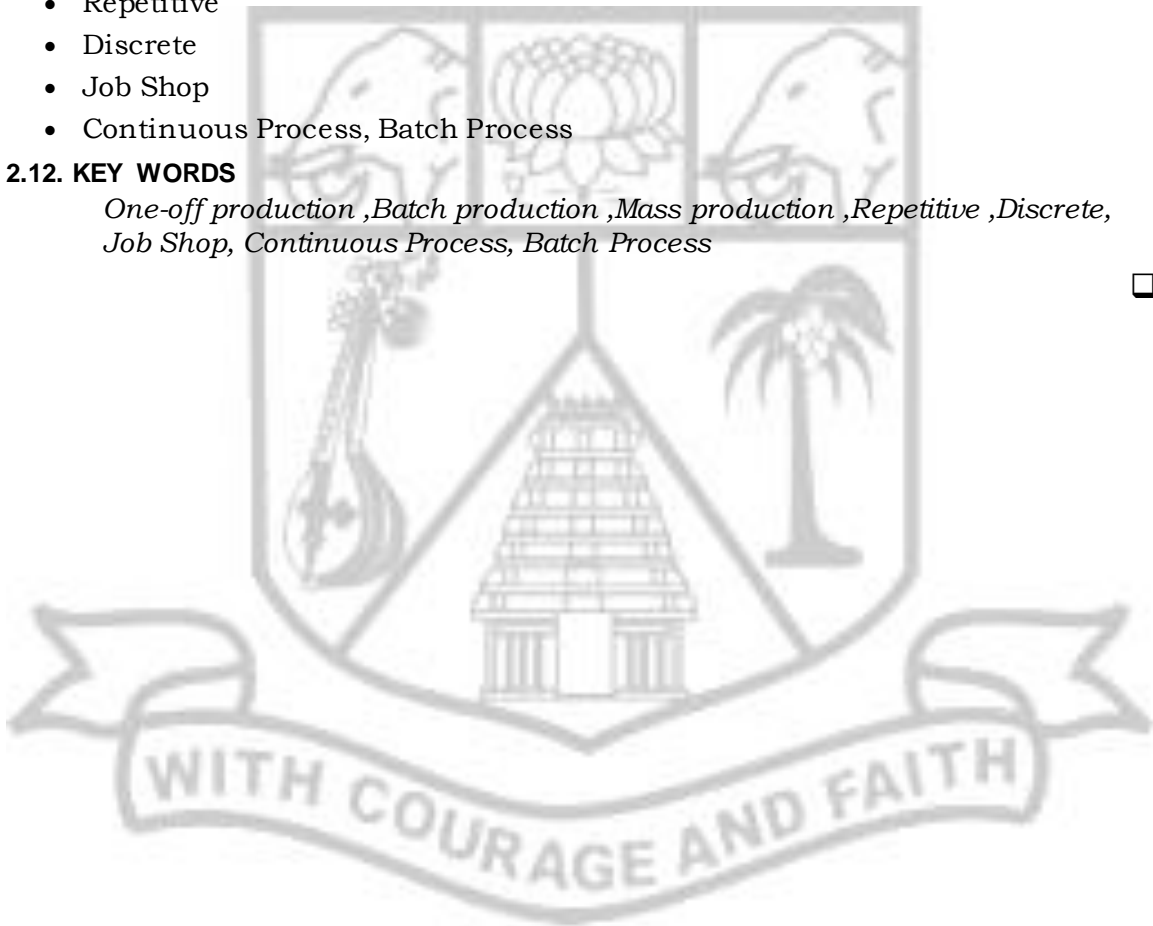 • Repetitive
• Discrete
• Job Shop
• Continuous Process, Batch Process
2.12. KEY WORDS
One-off production ,Batch production ,Mass production ,Repetitive ,Discrete,
Job Shop, Continuous Process, Batch Process
❑
WITH COURAGE AND FAITH